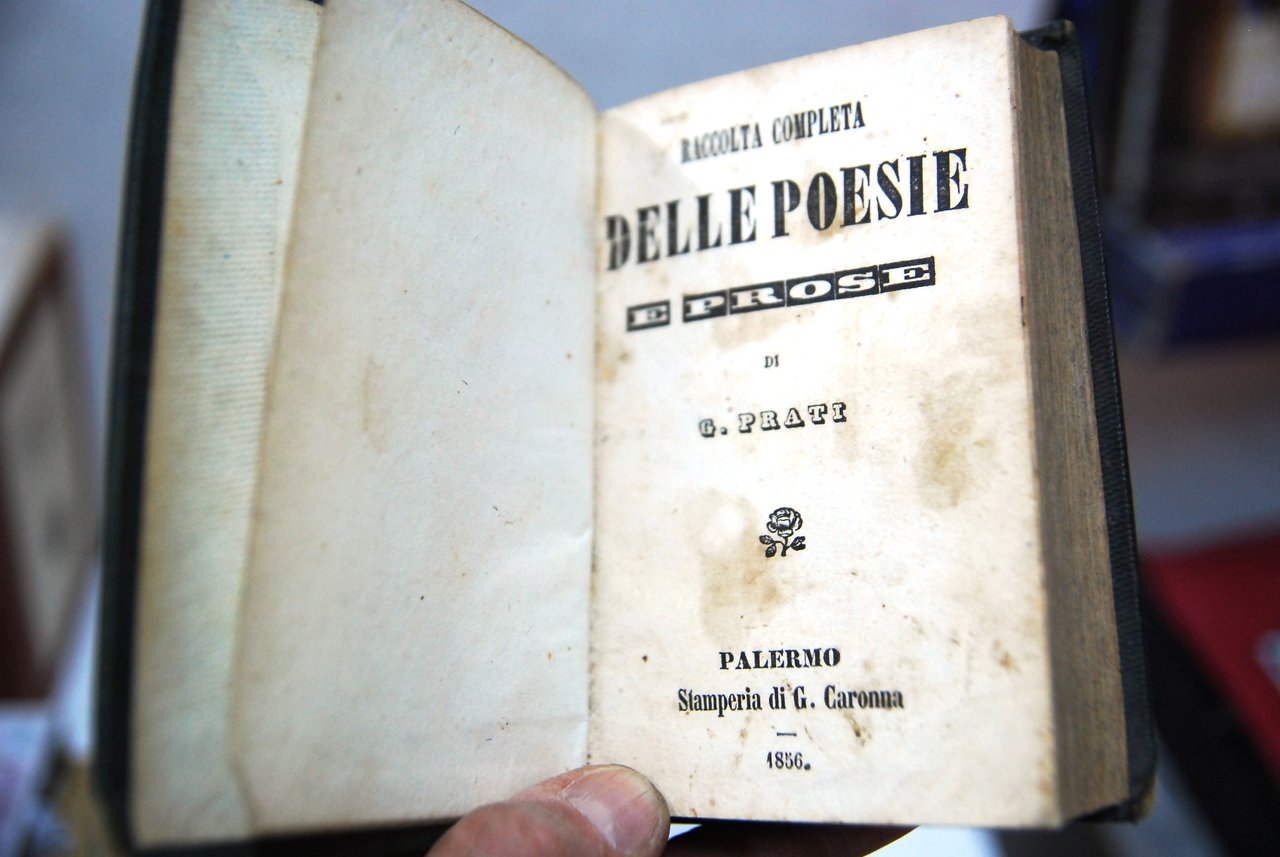 RACCOLTA COMPLETA
DELLE POESIE
E PROSE
DI
G. PRATI
PALERMO
Stamperia di G. Caronna
1856.